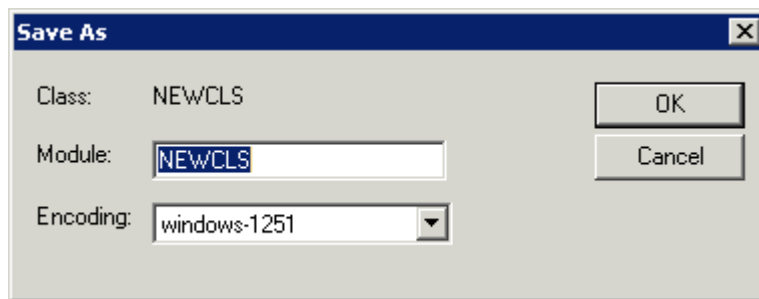 Save As
Class: NEWCLS
OK
Module: NEWCLS
Cancel
Encoding: windows-1251